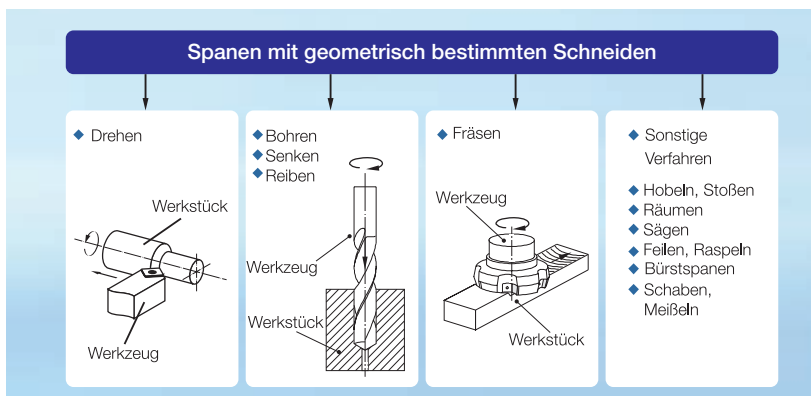 Spanen mit geometrisch bestimmten Schneiden
Drehen
Werkstück
Werkzeug
Bohren
Senken
Reiben
Werkzeug
Werkstück
Fräsen
Werkzeug
Werkstück
Sonstige
Verfahren
Hobeln, Stoßen
Räumen
Sägen
Feilen, Raspeln
Bürstspanen
Schaben,
Meißeln